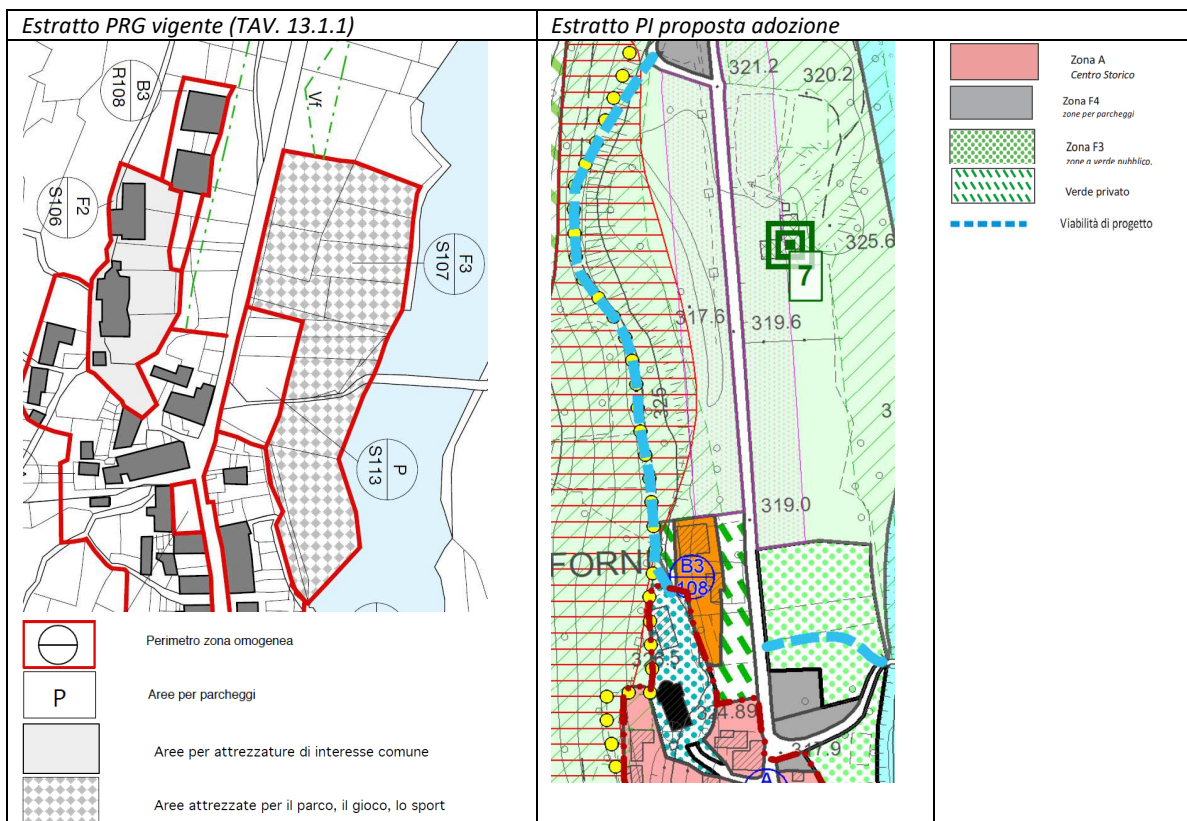 Estratto PRG vigente (TAV. 13.1.1)
Estratto PI proposta adozione
B3
R108
F2
S106
Vf
F3
S107
P
S113
Perimetro zona omogenea
P
Aree per parcheggi
Aree per attrezzature di interesse comune
Aree attrezzate per il parco, il gioco, lo sport
321.2
320.2
325.6
7
317.6
319.6
325
3
319.0
FORN
B3
108
324.89
317.9
A
Zona A
Centro Storico
Zona F4
zone per parcheggi
Zona F3
zone a verde pubblico,
Verde privato
Viabilità di progetto